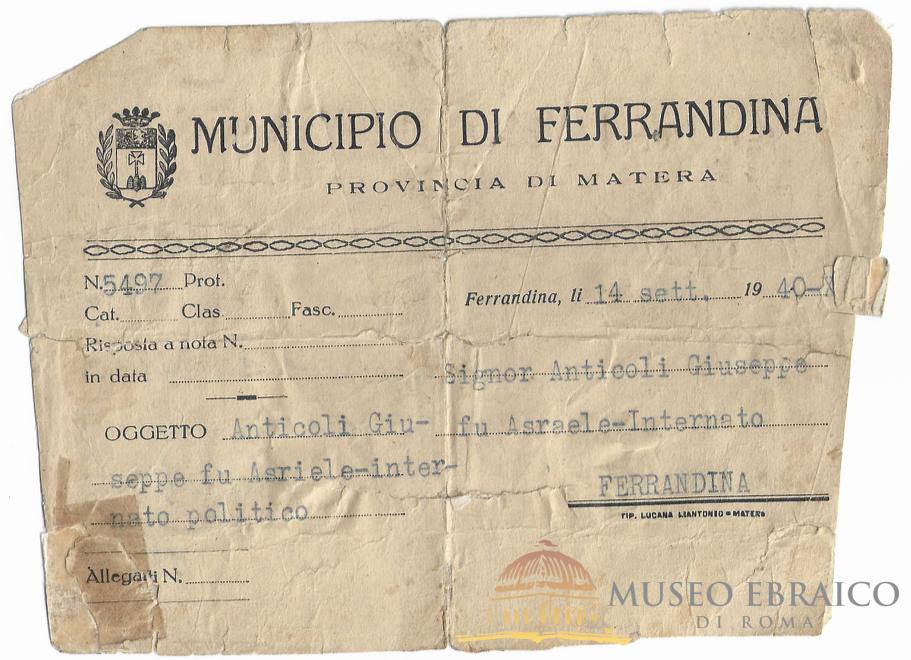 MUNICIPIO DI FERRANDINA
PROVINCIA DI MATERA
N. 5497 Prot.
Cat. Clas. Fasc.
Ferrandina, li 14 sett. 19 40-X
Risposta a nota N.
in data
Signor Anticoli Giuseppe
fu Asraele-Internato
FERRANDINA
TIP. LUCANA LIANTONIO - MATERA
OGGETTO Anticoli Giu-
seppe fu Asriele-inter-
nato politico
Allegati N.
MUSEO EBRAICO
DI ROMA